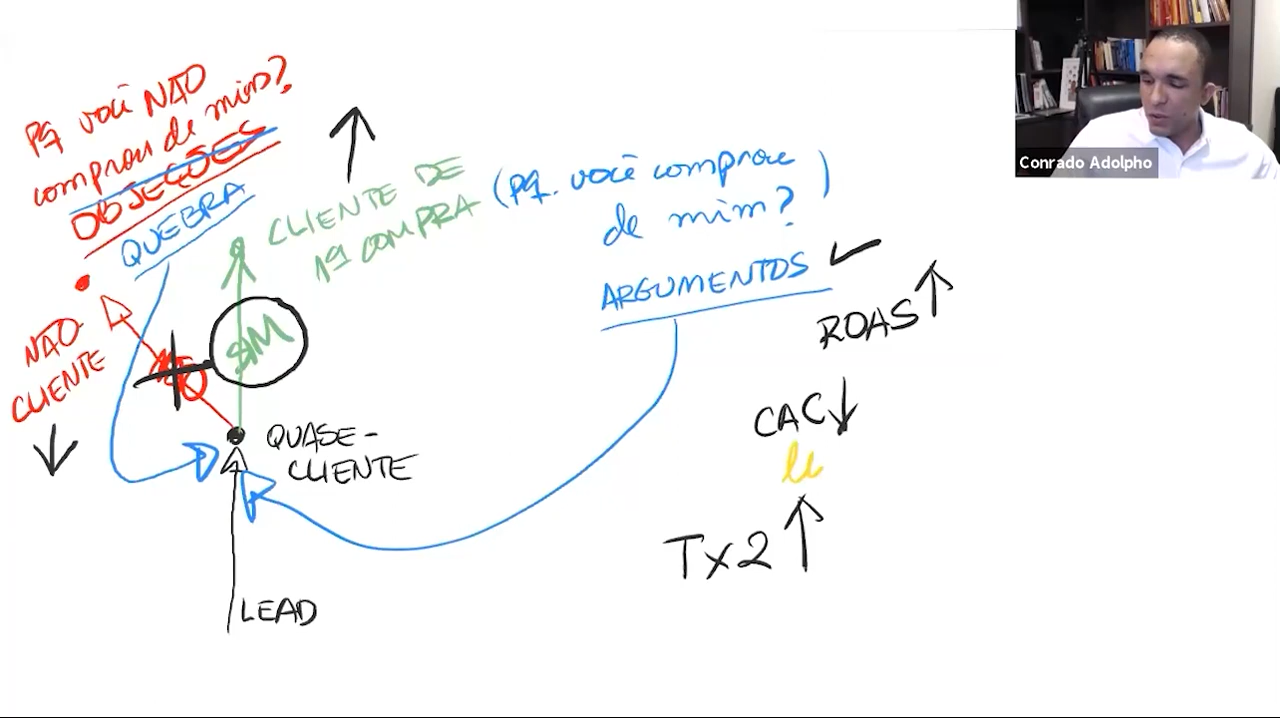 Pq você NÃO
comprou de mim?
OBJEÇÕES
QUEBRA
CLIENTE DE
1ª COMPRA
(pq. você comprou
de mim?)
ARGUMENTOS
ROAS
CAC
Tx2
SIM
NÃO-
CLIENTE
QUASE-
CLIENTE
LEAD
Conrado Adolpho